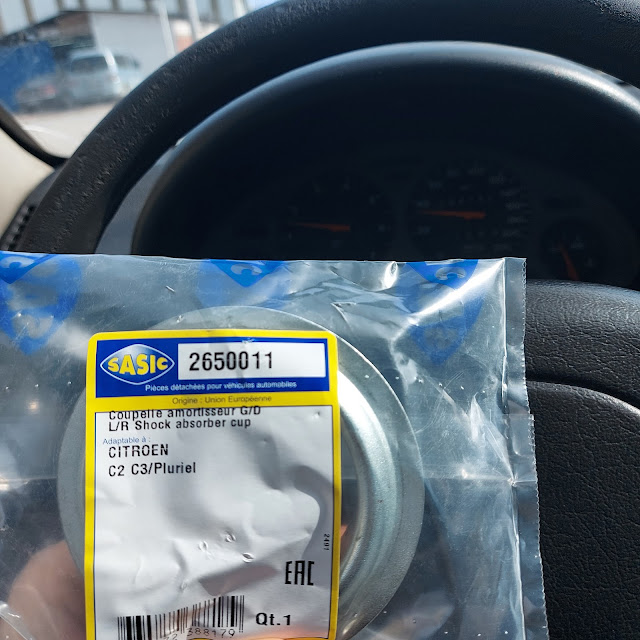 SASIC
2650011
Pièces détachées pour véhicules automobiles
Origine : Union Européenne
Coupelle amortisseur G/D
L/R Shock absorber cup
Adaptable à :
CITROEN
C2 C3/Pluriel
2401
EAC
Qt.1